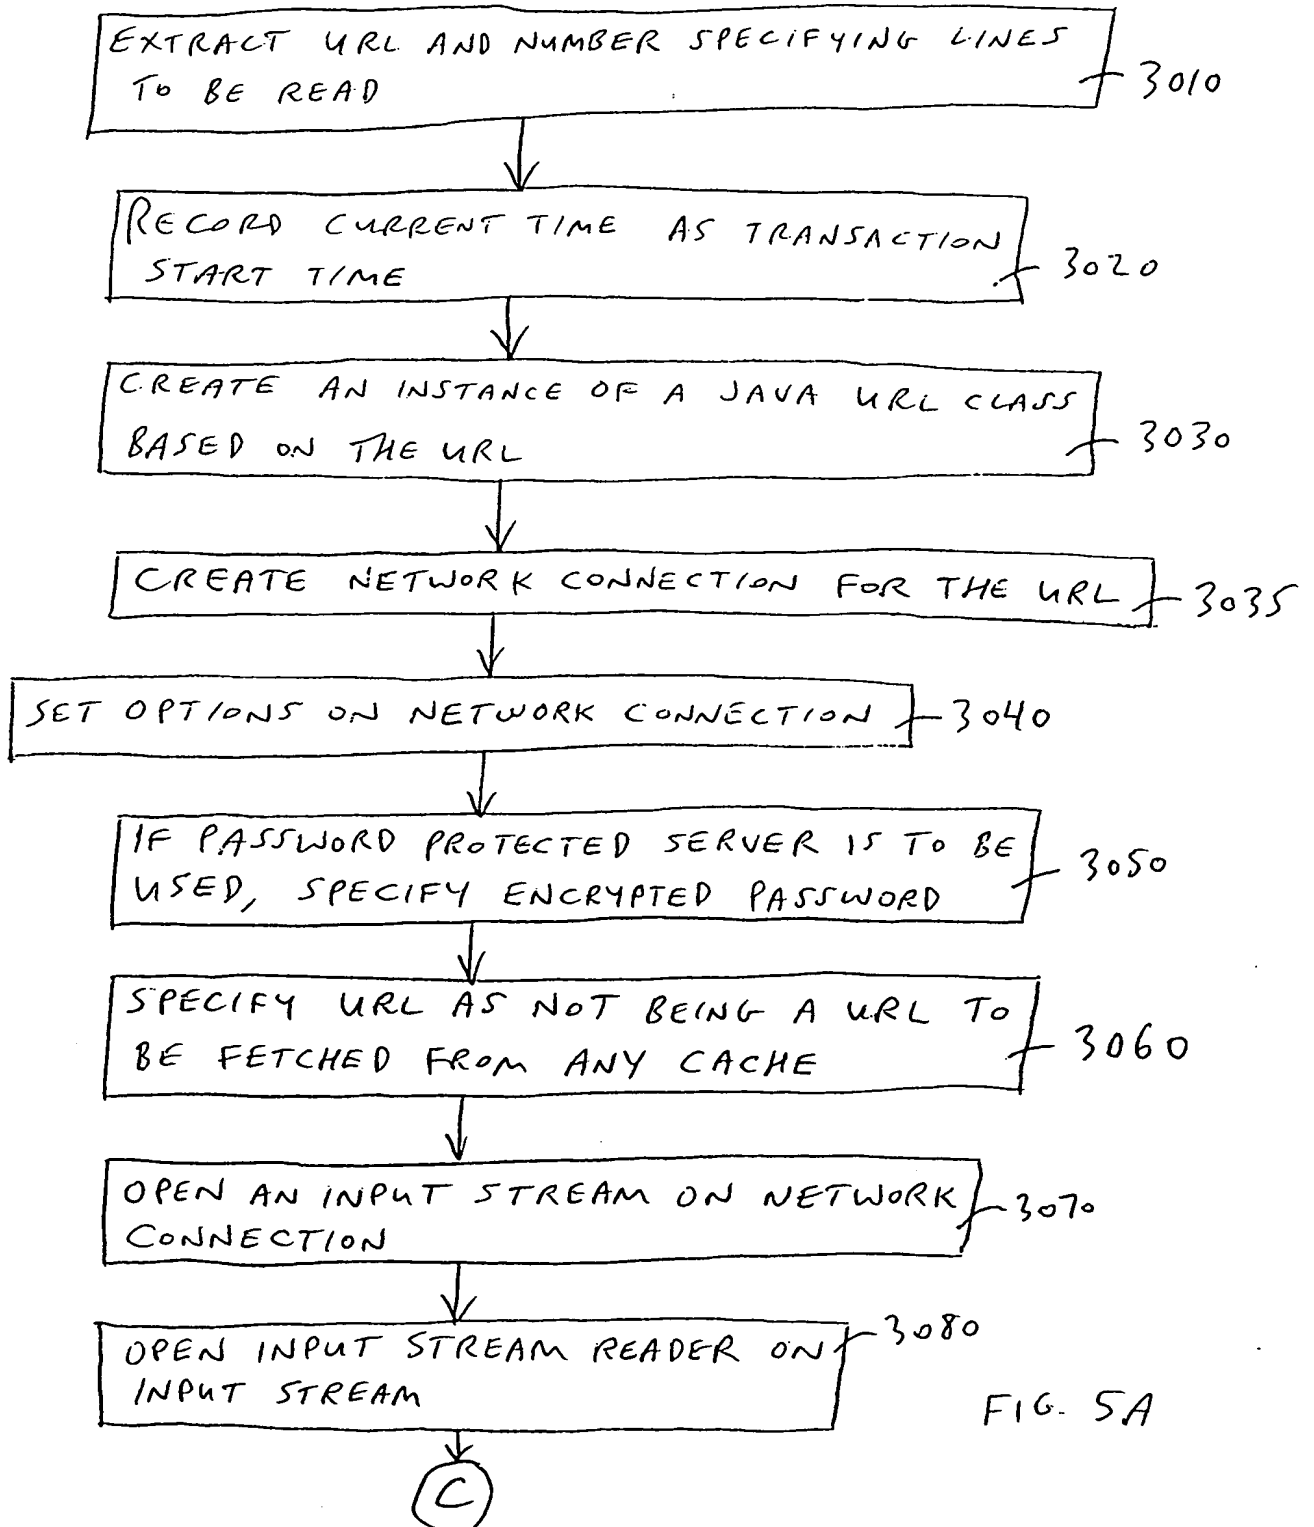 EXTRACT URL AND NUMBER SPECIFYING LINES
TO BE READ
3010
RECORD CURRENT TIME AS TRANSACTION
START TIME
3020
CREATE AN INSTANCE OF A JAVA URL CLASS
BASED ON THE URL
3030
CREATE NETWORK CONNECTION FOR THE URL
3035
SET OPTIONS ON NETWORK CONNECTION
3040
IF PASSWORD PROTECTED SERVER IS TO BE
USED, SPECIFY ENCRYPTED PASSWORD
3050
SPECIFY URL AS NOT BEING A URL TO
BE FETCHED FROM ANY CACHE
3060
OPEN AN INPUT STREAM ON NETWORK
CONNECTION
3070
OPEN INPUT STREAM READER ON
INPUT STREAM
3080
FIG. 5A
C